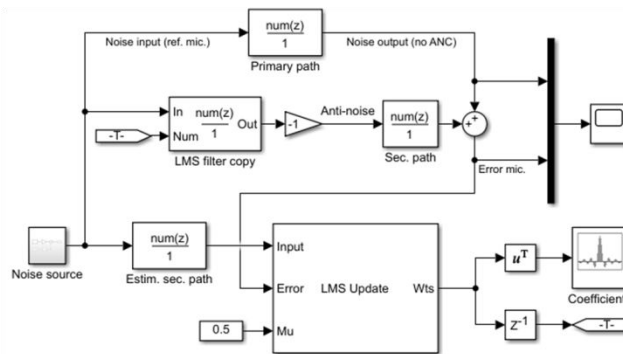 num(z)
1
Noise input (ref. mic.)
Noise output (no ANC)
Primary path
In
Num
num(z)
1
Out
-T-
LMS filter copy
-1
Anti-noise
num(z)
1
Sec. path
+
+
Error mic.
Noise source
num(z)
1
Estim. sec. path
Input
Error
Mu
LMS Update
Wts
0.5
uT
Coefficient
Z-1
-T-